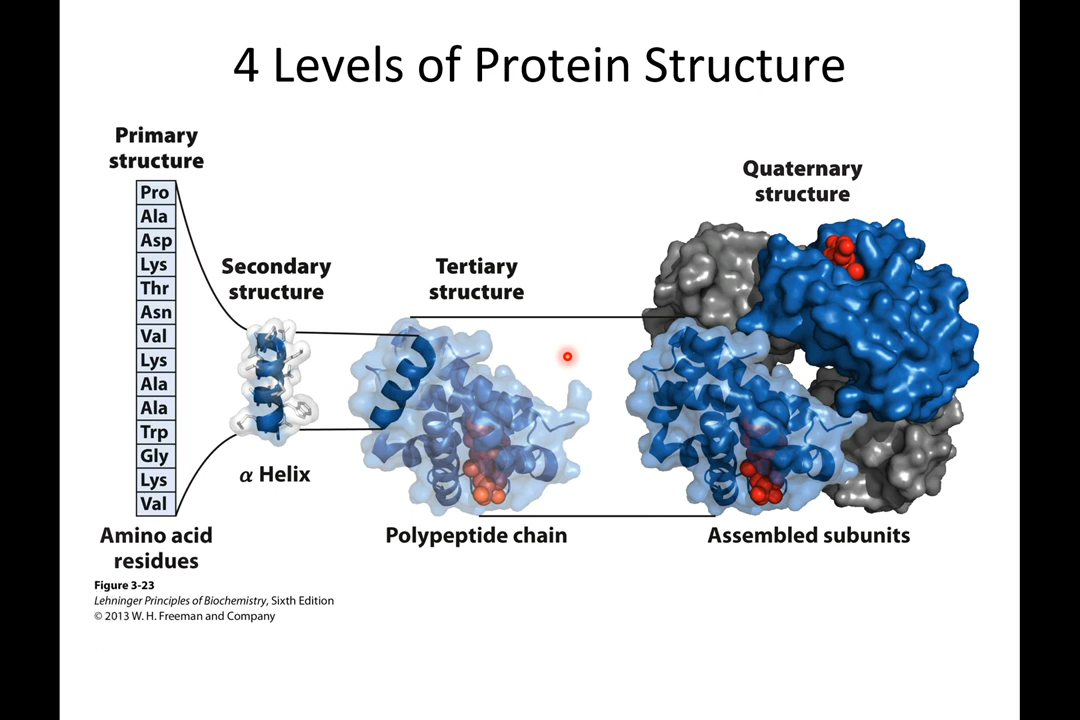 4 Levels of Protein Structure
Primary
structure
Pro
Ala
Asp
Lys
Thr
Asn
Val
Lys
Ala
Ala
Trp
Gly
Lys
Val
Amino acid
residues
Secondary
structure
α Helix
Tertiary
structure
Polypeptide chain
Quaternary
structure
Assembled subunits
Figure 3-23
Lehninger Principles of Biochemistry, Sixth Edition
© 2013 W. H. Freeman and Company